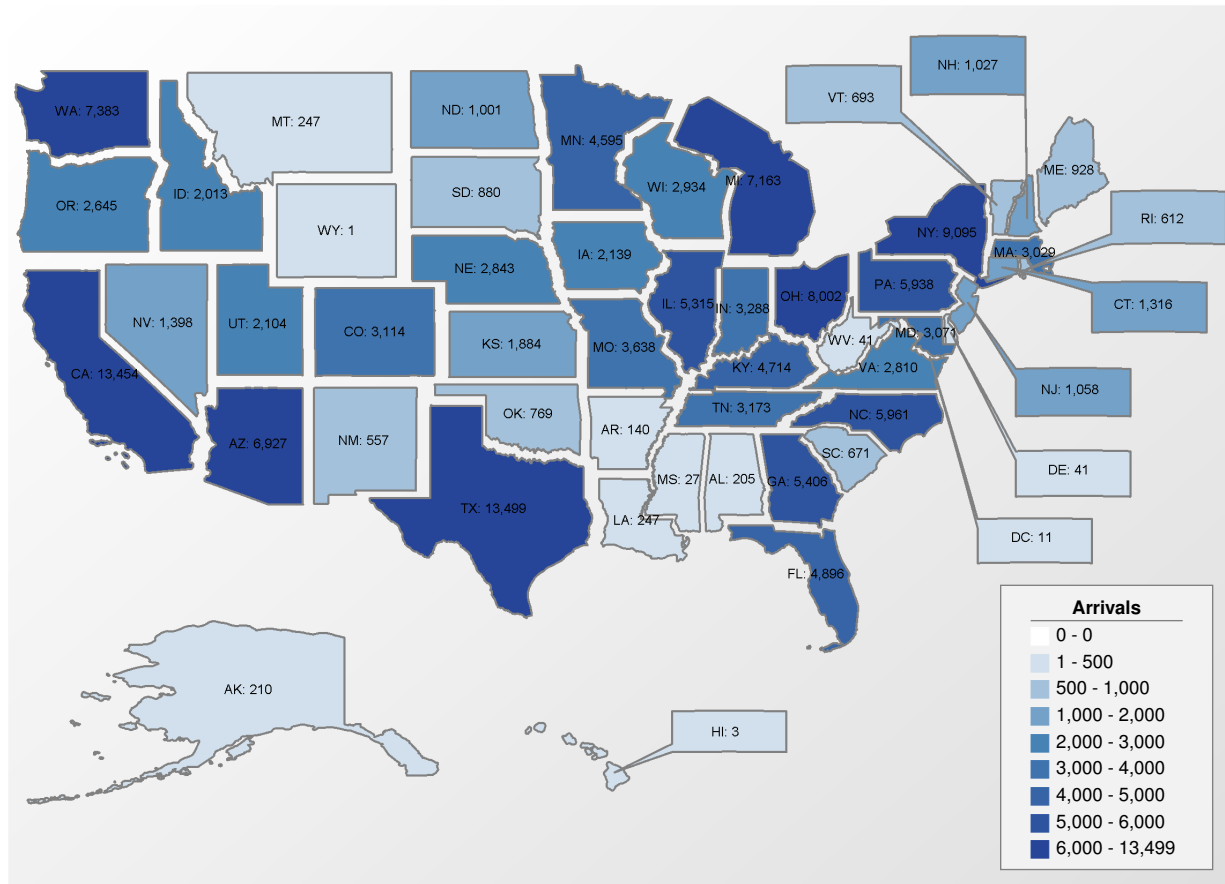 NH: 1,027
VT: 693
WA: 7,383
MT: 247
ND: 1,001
MN: 4,595
ME: 928
MI: 7,163
WI: 2,934
SD: 880
ID: 2,013
OR: 2,645
RI: 612
WY: 1
NY: 9,095
MA: 3,029
IA: 2,139
NE: 2,843
PA: 5,938
OH: 8,002
IL: 5,315
IN: 3,288
CT: 1,316
NV: 1,398
UT: 2,104
CO: 3,114
KS: 1,884
MO: 3,638
WV: 41
MD: 3,071
KY: 4,714
VA: 2,810
CA: 13,454
NJ: 1,058
TN: 3,173
NC: 5,961
OK: 769
AR: 140
AZ: 6,927
NM: 557
SC: 671
DE: 41
MS: 27
AL: 205
GA: 5,406
TX: 13,499
LA: 247
DC: 11
FL: 4,896
AK: 210
HI: 3
Arrivals
0 - 0
1 - 500
500 - 1,000
1,000 - 2,000
2,000 - 3,000
3,000 - 4,000
4,000 - 5,000
5,000 - 6,000
6,000 - 13,499